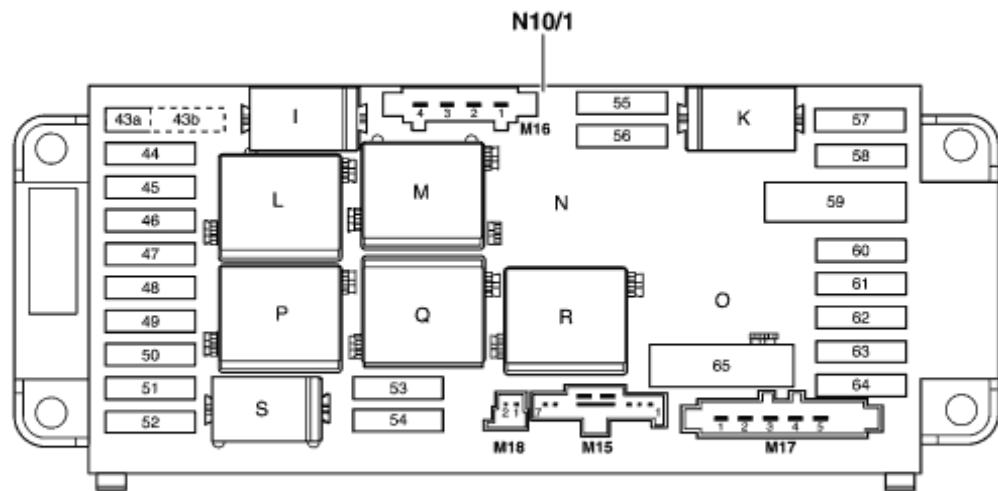 N10/1
43a 43b I 4 3 2 1 M16 55 K 57
56
44 58
45 L M N 59
46
47 60
48 P Q R O 61
49 62
50 65 63
51 S 53 64
52 54 2 1 7 1 1 2 3 4 5
M18 M15 M17